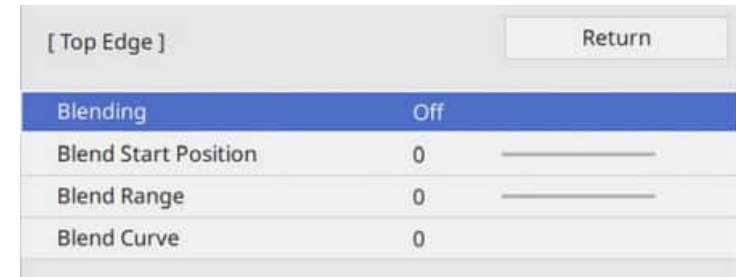 [ Top Edge ] Return
Blending Off
Blend Start Position 0
Blend Range 0
Blend Curve 0